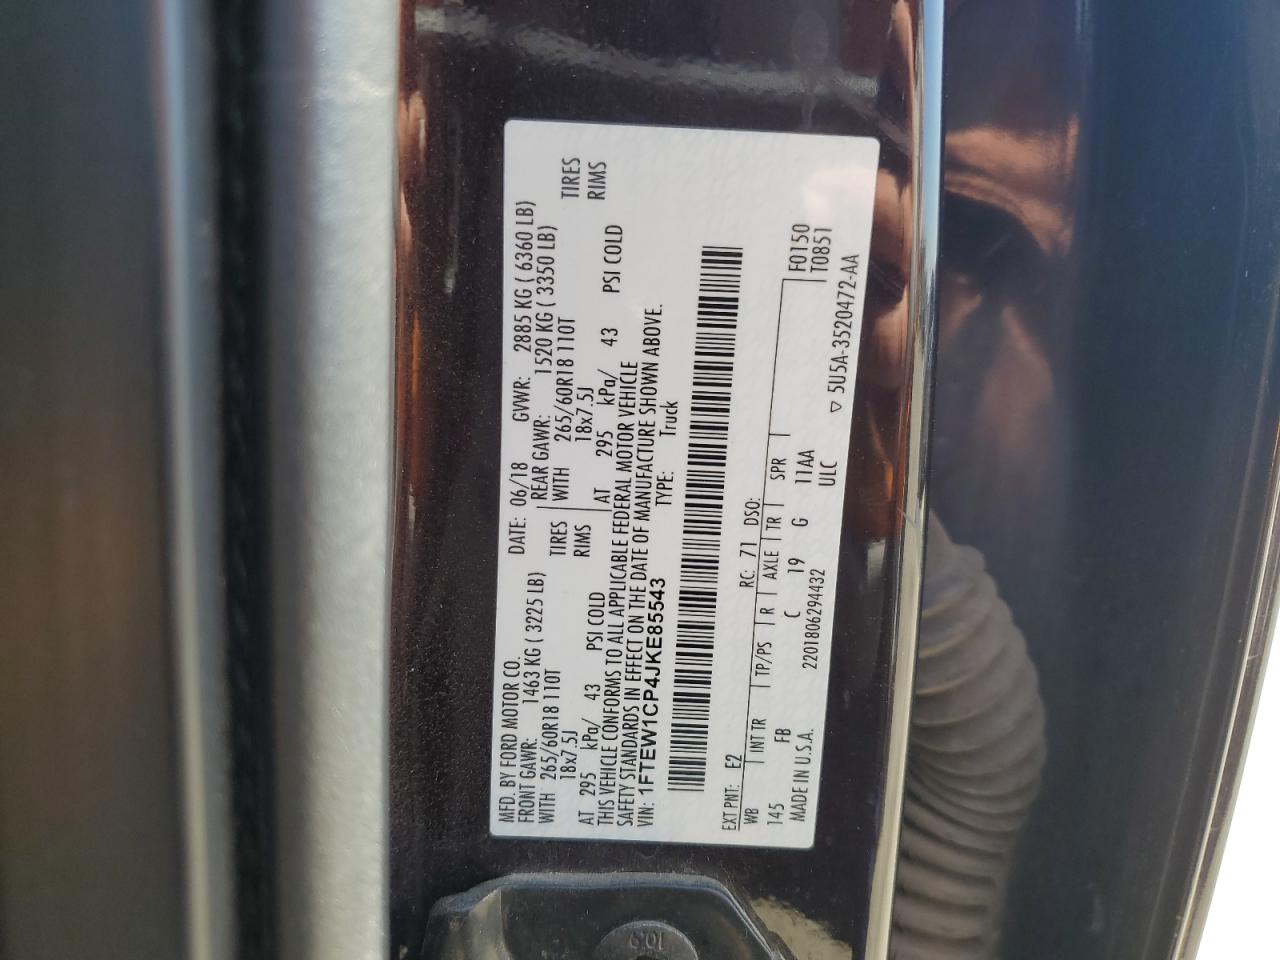 MFD. BY FORD MOTOR CO. DATE: 06/18 GVWR: 2885 KG ( 6360 LB)
FRONT GAWR: 1463 KG ( 3225 LB) REAR GAWR: 1520 KG ( 3350 LB)
WITH 265/60R18 110T TIRES WITH 265/60R18 110T TIRES
18x7.5J RIMS 18x7.5J RIMS
AT 295 kPa/ 43 PSI COLD AT 295 kPa/ 43 PSI COLD
THIS VEHICLE CONFORMS TO ALL APPLICABLE FEDERAL MOTOR VEHICLE
SAFETY STANDARDS IN EFFECT ON THE DATE OF MANUFACTURE SHOWN ABOVE.
VIN: 1FTEW1CP4JKE85543 TYPE: Truck
EXT PNT: E2 RC: 71 DSO:
WB INT TR TP/PS R AXLE TR SPR F0150
145 FB C 19 G 11AA T0851
MADE IN U.S.A. 2201806294432 ULC ▽ 5U5A-3520472-AA
10.9